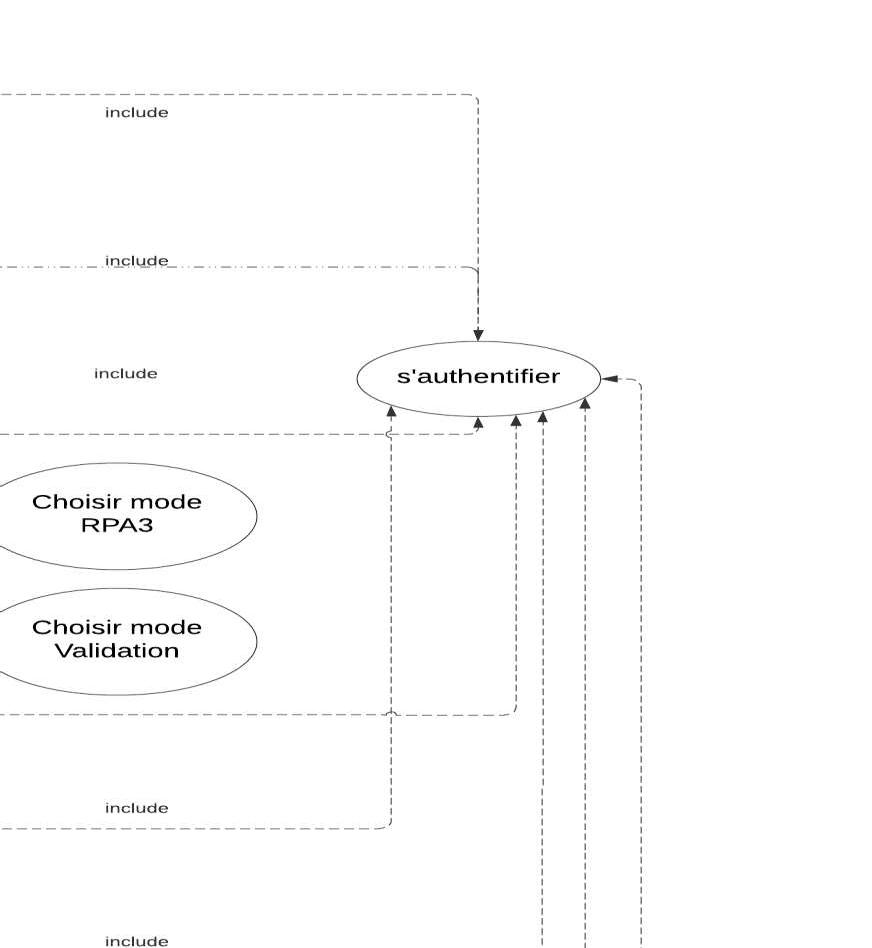 include
include
include
s'authentifier
Choisir mode
RPA3
Choisir mode
Validation
include
include